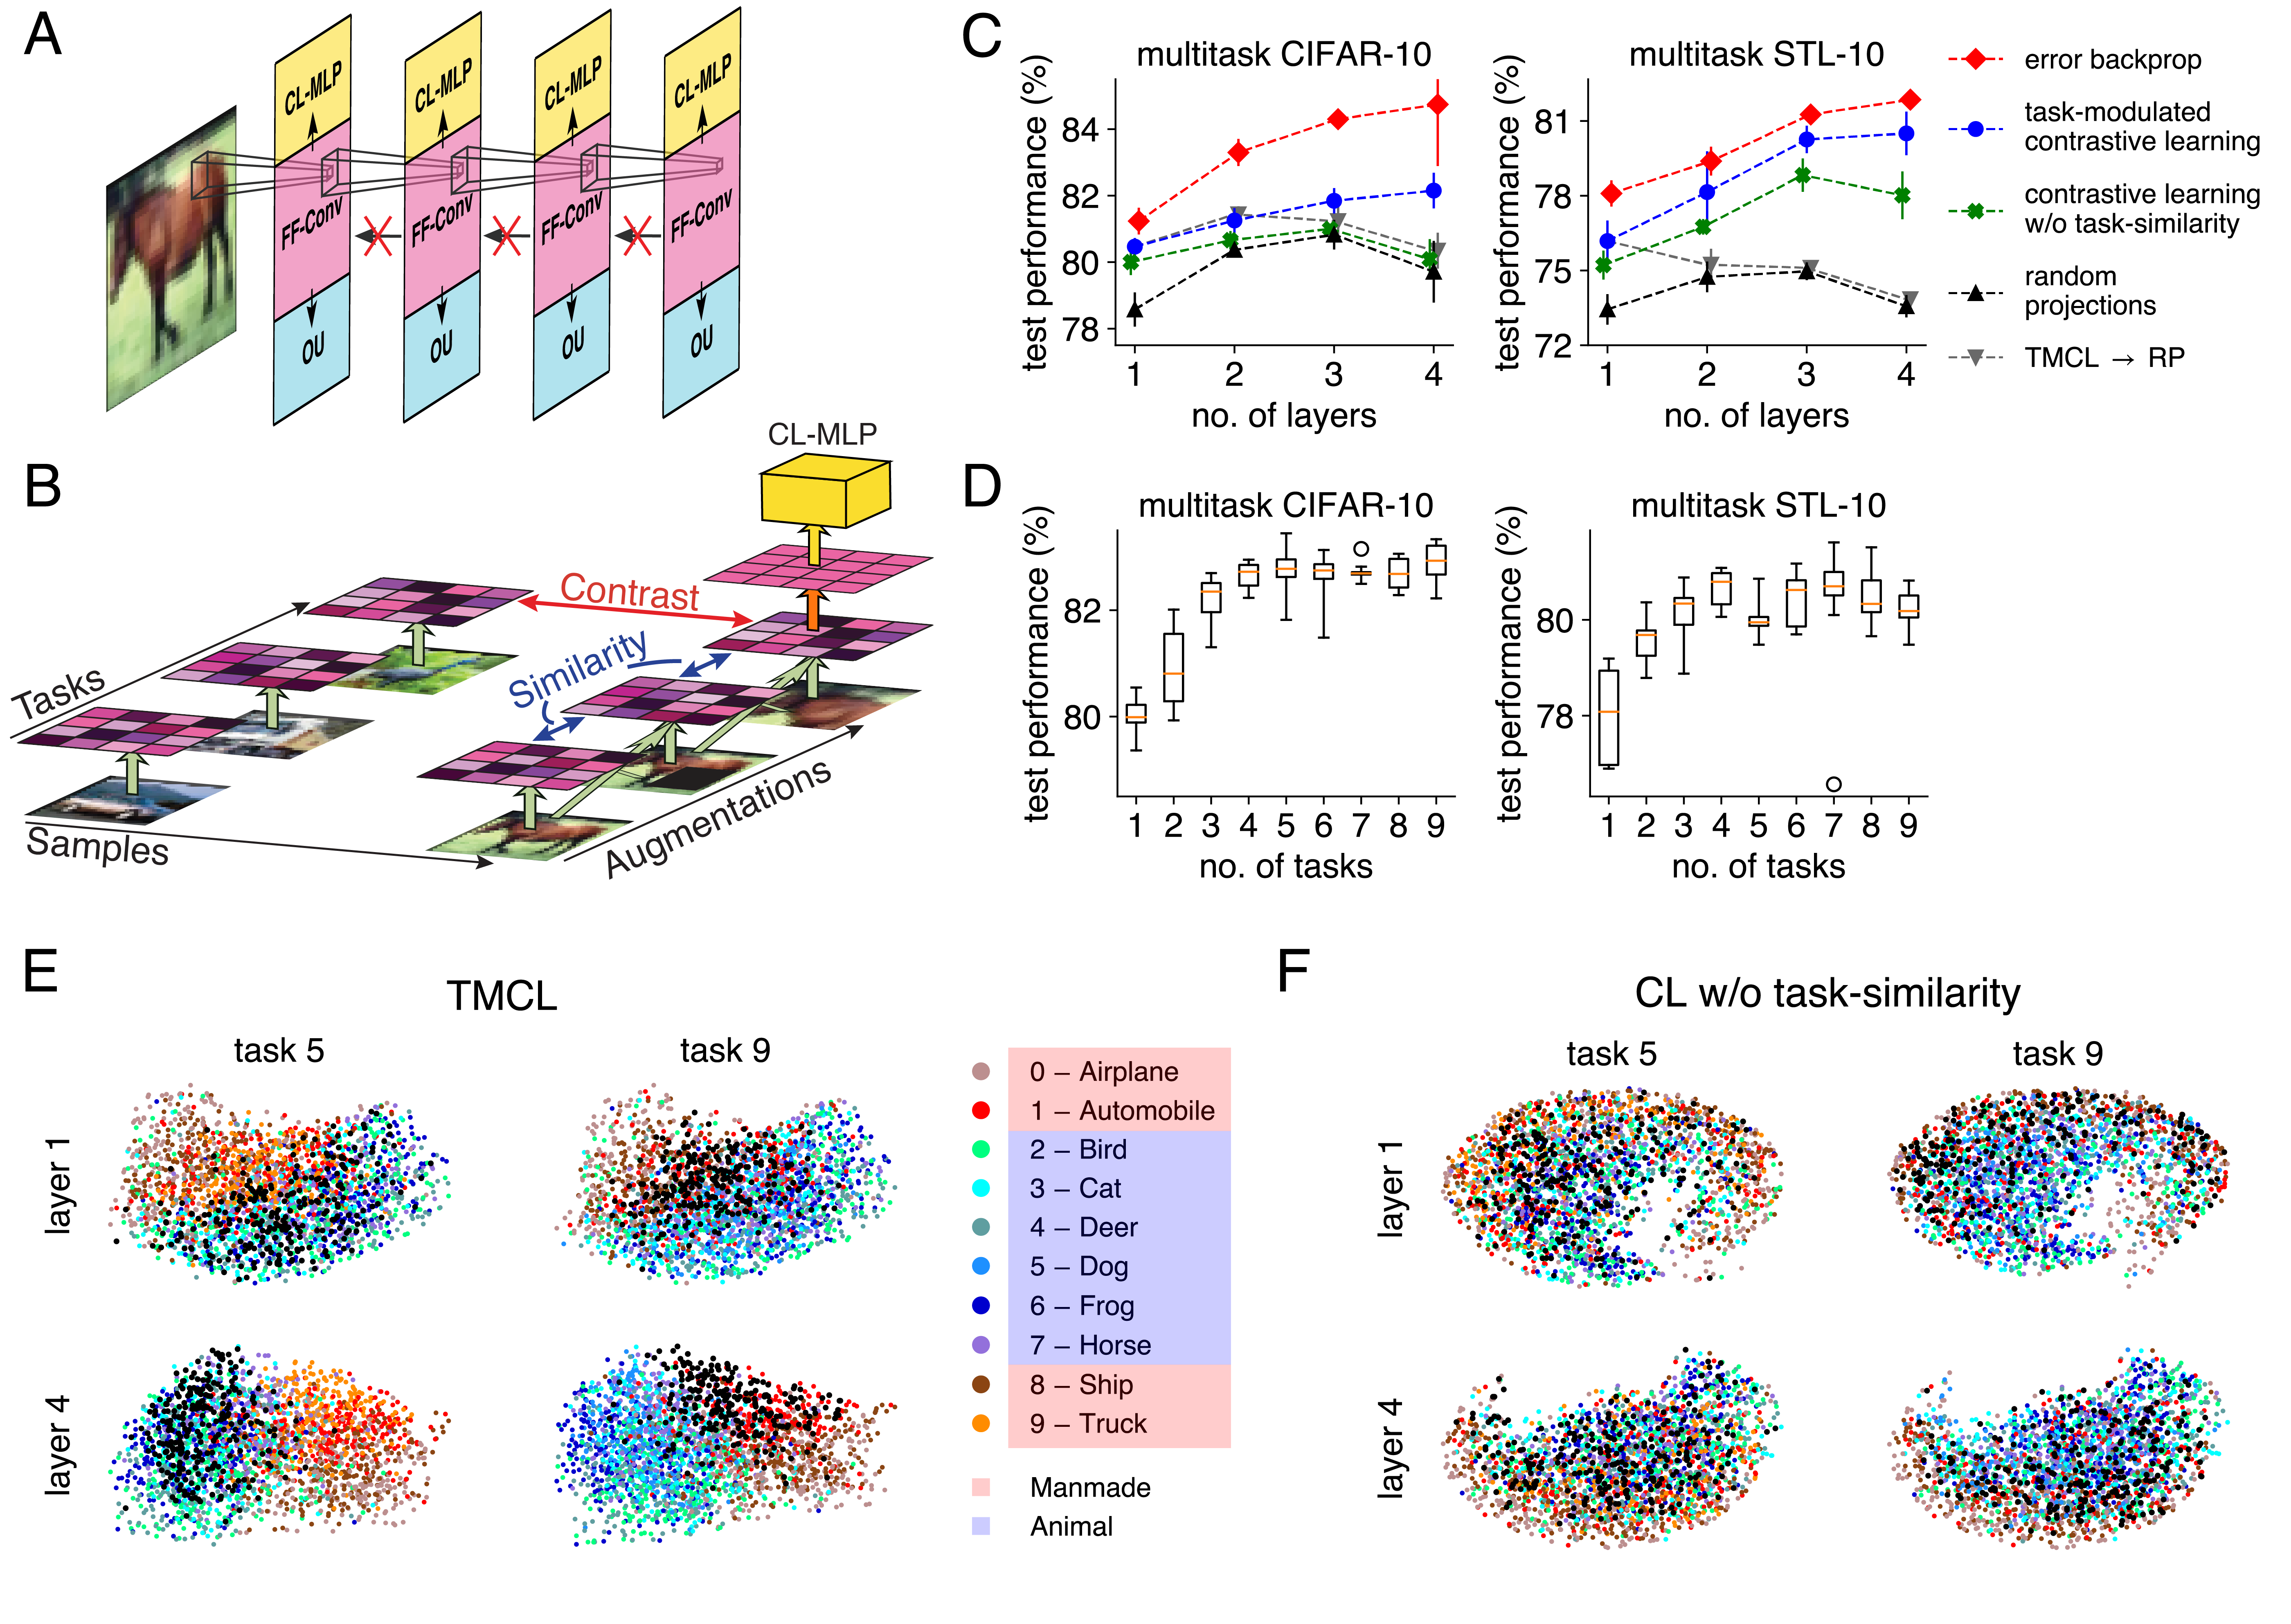 A
CL-MLP
CL-MLP
CL-MLP
CL-MLP
FF-Conv
FF-Conv
FF-Conv
FF-Conv
OU
OU
OU
OU
B
CL-MLP
Contrast
Similarity
Tasks
Samples
Augmentations
C
multitask CIFAR-10
test performance (%)
84
82
80
78
1 2 3 4
no. of layers
multitask STL-10
test performance (%)
81
78
75
72
1 2 3 4
no. of layers
error backprop
task-modulated
contrastive learning
contrastive learning
w/o task-similarity
random
projections
TMCL → RP
D
multitask CIFAR-10
test performance (%)
82
80
1 2 3 4 5 6 7 8 9
no. of tasks
multitask STL-10
test performance (%)
80
78
1 2 3 4 5 6 7 8 9
no. of tasks
E
TMCL
task 5
task 9
layer 1
layer 4
0 – Airplane
1 – Automobile
2 – Bird
3 – Cat
4 – Deer
5 – Dog
6 – Frog
7 – Horse
8 – Ship
9 – Truck
Manmade
Animal
F
CL w/o task-similarity
task 5
task 9
layer 1
layer 4